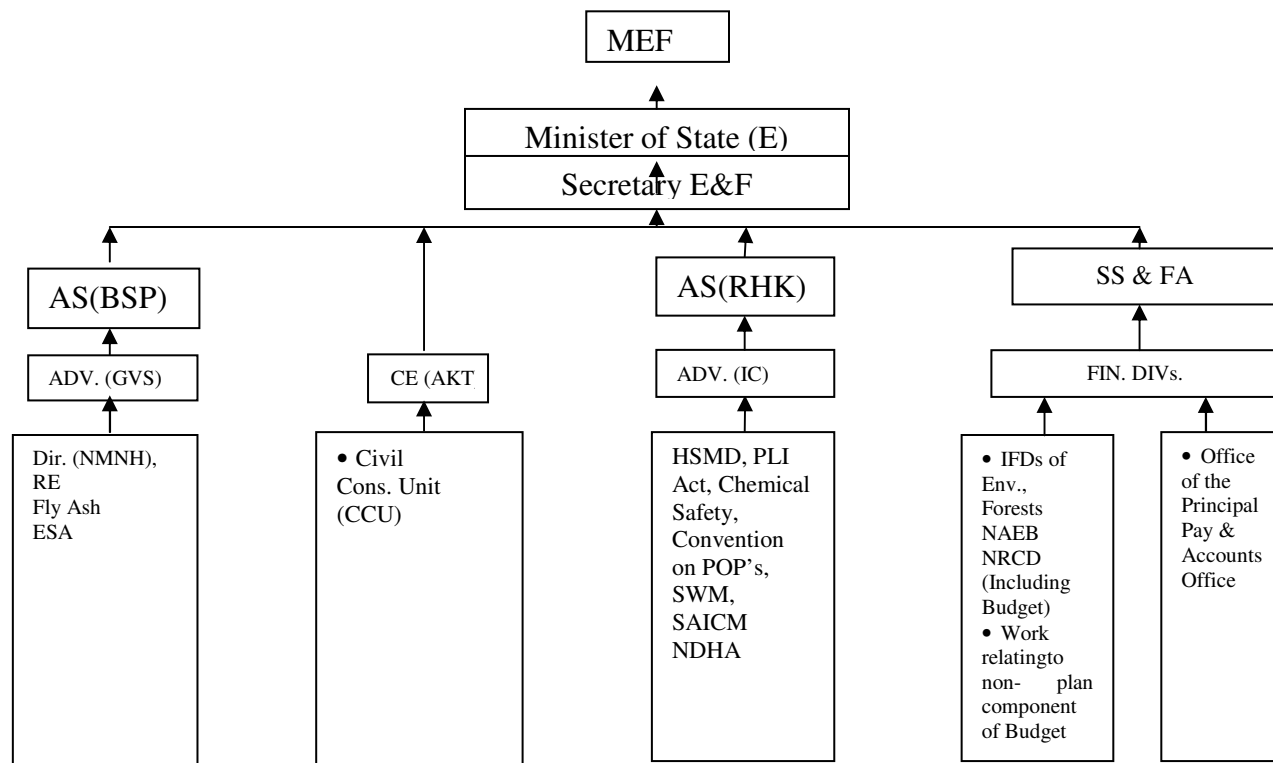 MEF
Minister of State (E)
Secretary E&F
AS(BSP)
AS(RHK)
SS & FA
ADV. (GVS)
CE (AKT
ADV. (IC)
FIN. DIVs.
Dir. (NMNH),
RE
Fly Ash
ESA
• Civil
Cons. Unit
(CCU)
HSMD, PLI
Act, Chemical
Safety,
Convention
on POP’s,
SWM,
SAICM
NDHA
• IFDs of
Env.,
Forests
NAEB
NRCD
(Including
Budget)
• Work
relatingto
non- plan
component
of Budget
• Office
of the
Principal
Pay &
Accounts
Office